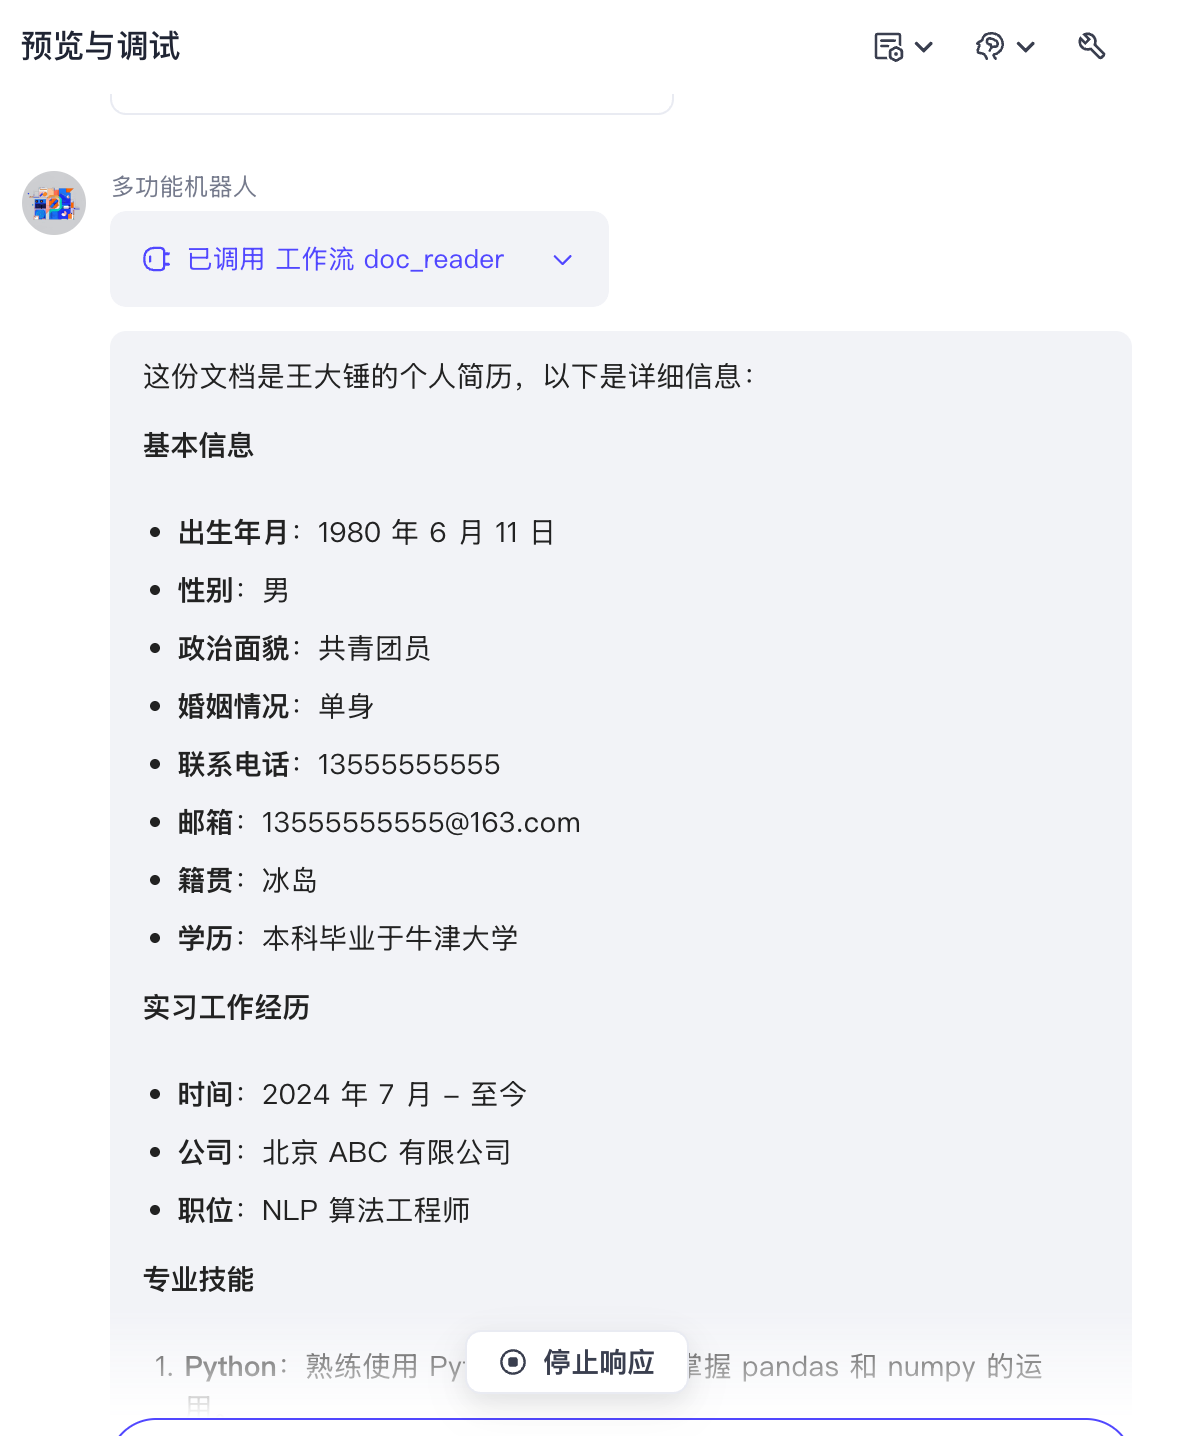 预览与调试
多功能机器人
已调用 工作流 doc_reader
这份文档是王大锤的个人简历，以下是详细信息：
基本信息
出生年月：1980 年 6 月 11 日
性别：男
政治面貌：共青团员
婚姻情况：单身
联系电话：13555555555
邮箱：13555555555@163.com
籍贯：冰岛
学历：本科毕业于牛津大学
实习工作经历
时间：2024 年 7 月 – 至今
公司：北京 ABC 有限公司
职位：NLP 算法工程师
专业技能
1. Python：熟练使用 Py 掌握 pandas 和 numpy 的运
用
停止响应